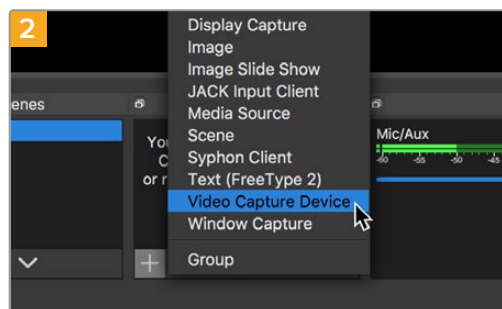 2
Display Capture
Image
Image Slide Show
JACK Input Client
Media Source
Scene
Syphon Client
Text (FreeType 2)
Video Capture Device
Window Capture
Group
enes
You
C
or r
Mic/Aux
-60 -55 -50 -45